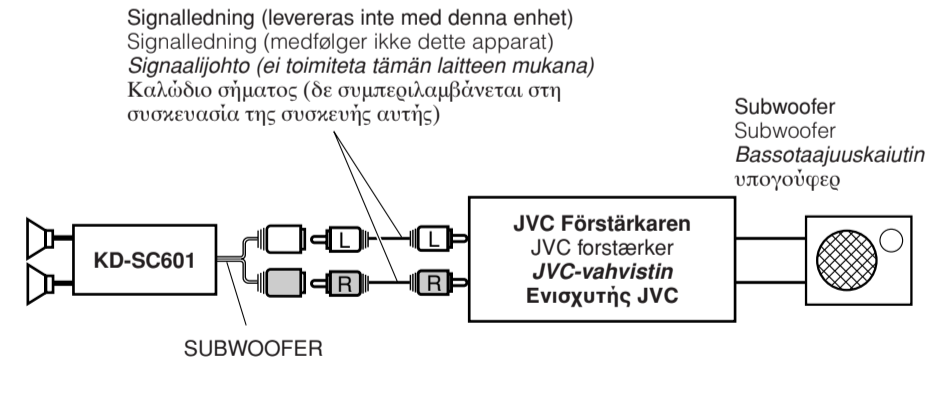 Signalledning (levereras inte med denna enhet)
Signalledning (medfølger ikke dette apparat)
Signaalijohto (ei toimiteta tämän laitteen mukana)
Καλώδιο σήματος (δε συμπεριλαμβάνεται στη
συσκευασία της συσκευής αυτής)
Subwoofer
Subwoofer
Bassotaajuuskaiutin
υπογούφερ
KD-SC601
L
L
R
R
JVC Förstärkaren
JVC forstærker
JVC-vahvistin
Ενισχυτής JVC
SUBWOOFER